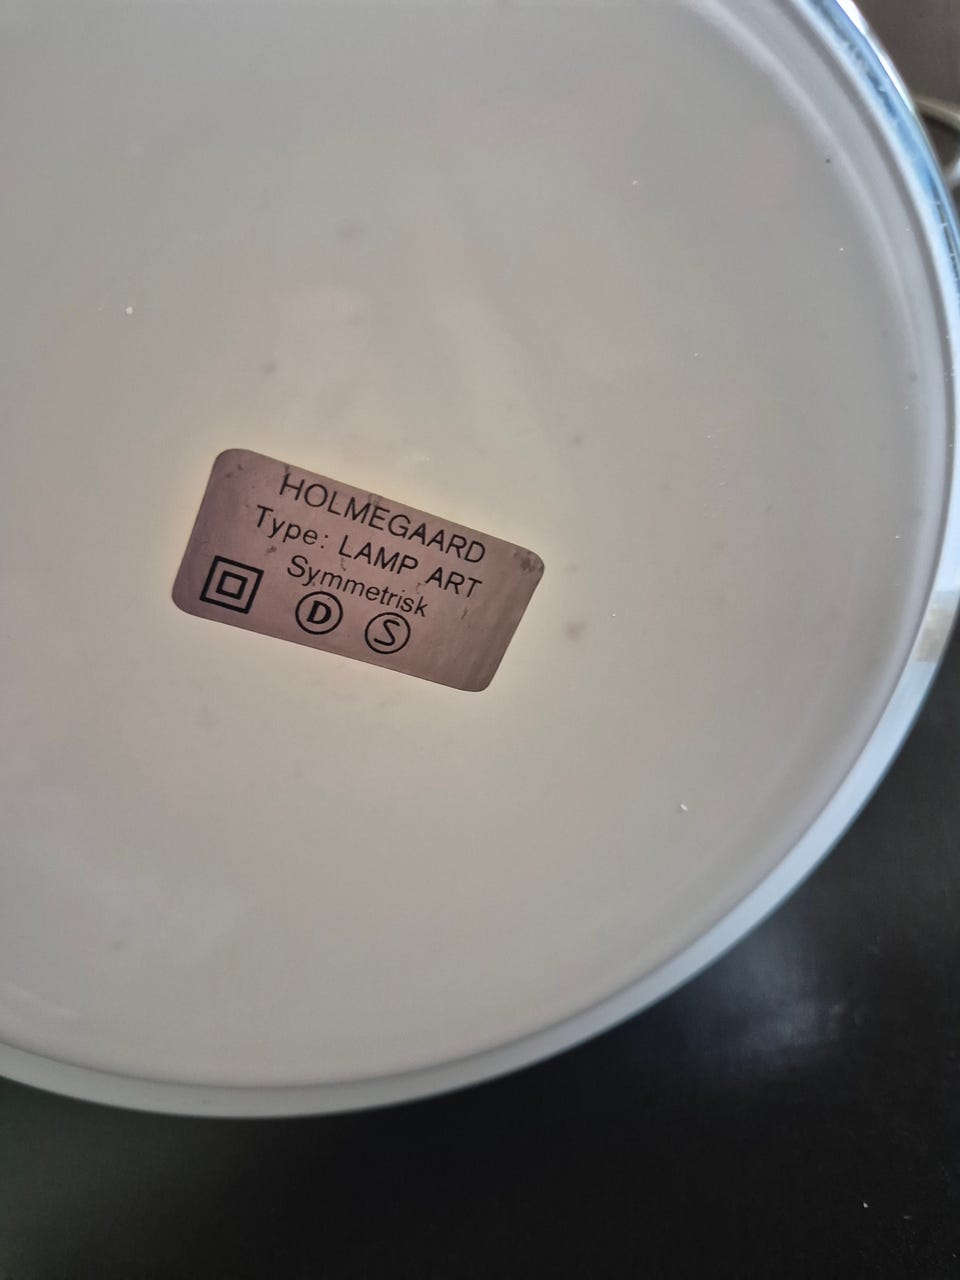 HOLMEGAARD
Type: LAMP ART
Symmetrisk
D S